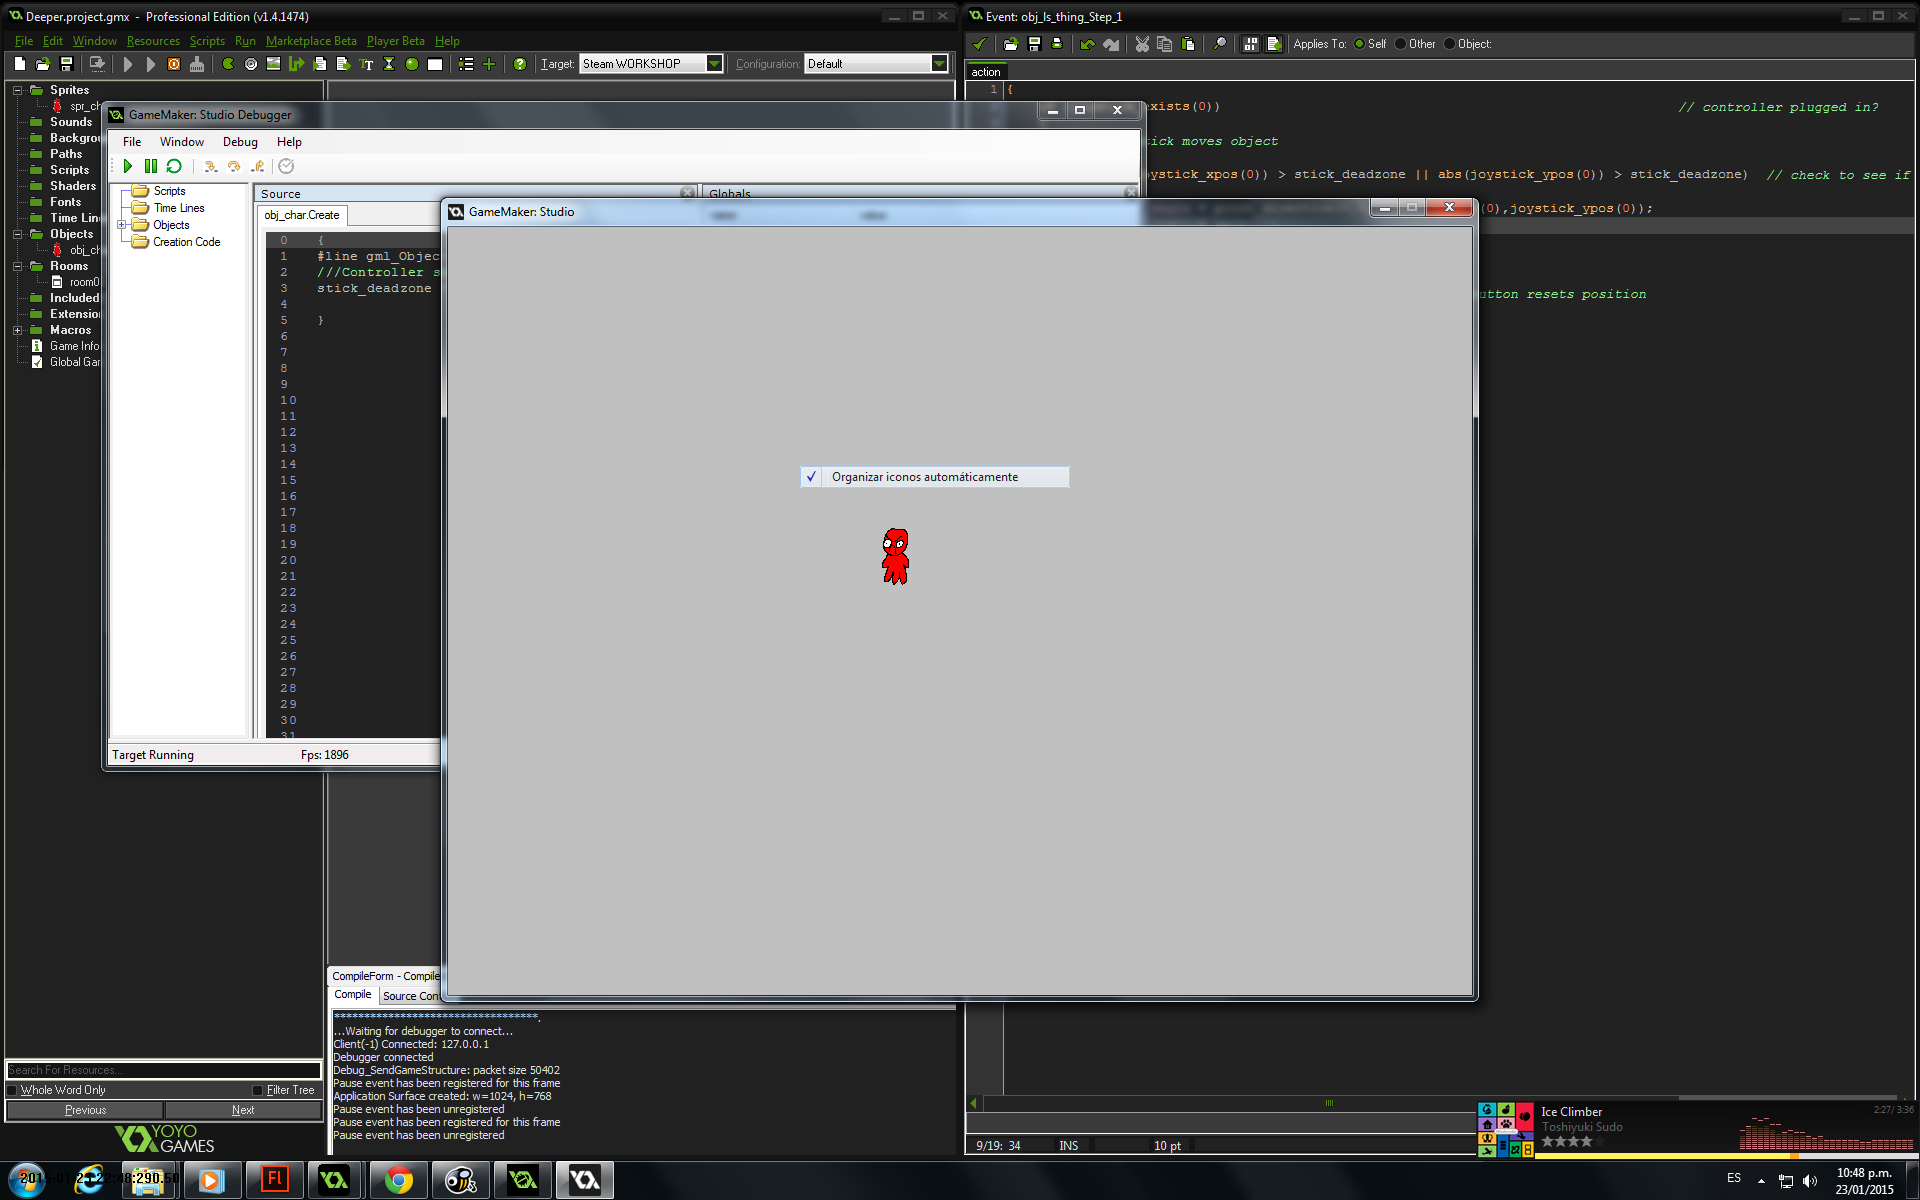 Deeper.project.gmx - Professional Edition (v1.4.1474)
File Edit Window Resources Scripts Run Marketplace Beta Player Beta Help
Target: Steam WORKSHOP Configuration: Default
Sprites
spr_ch
Sounds
Backgrou
Paths
Scripts
Shaders
Fonts
Time Lin
Objects
obj_ch
Rooms
room0
Included
Extension
Macros
Game Info
Global Gar
GameMaker: Studio Debugger
File Window Debug Help
Scripts
Time Lines
Objects
Creation Code
Source
Globals
name value
obj_char.Create
0 {
1 #line gml_Objec
2 ///Controller s
3 stick_deadzone
4
5 }
6
7
8
9
10
11
12
13
14
15
16
17
18
19
20
21
22
23
24
25
26
27
28
29
30
31
Target Running Fps: 1896
GameMaker: Studio
Organizar iconos automáticamente
Event: obj_ls_thing_Step_1
Applies To: Self Other Object:
action
1 {
exists(0)) // controller plugged in?
tick moves object
ystick_xpos(0)) > stick_deadzone || abs(joystick_ypos(0)) > stick_deadzone) // check to see if
(0),joystick_ypos(0));
utton resets position
9/19: 34 INS 10 pt
CompileForm - Compile
Compile Source Con
**********************************.
...Waiting for debugger to connect...
Client(-1) Connected: 127.0.0.1
Debugger connected
Debug_SendGameStructure: packet size 50402
Pause event has been registered for this frame
Application Surface created: w=1024, h=768
Pause event has been unregistered
Pause event has been registered for this frame
Pause event has been unregistered
Search For Resources...
Whole Word Only Filter Tree
Previous Next
YOYO
GAMES
Ice Climber 2:27/ 3:36
Toshiyuki Sudo
Fl
ES
10:48 p.m.
23/01/2015